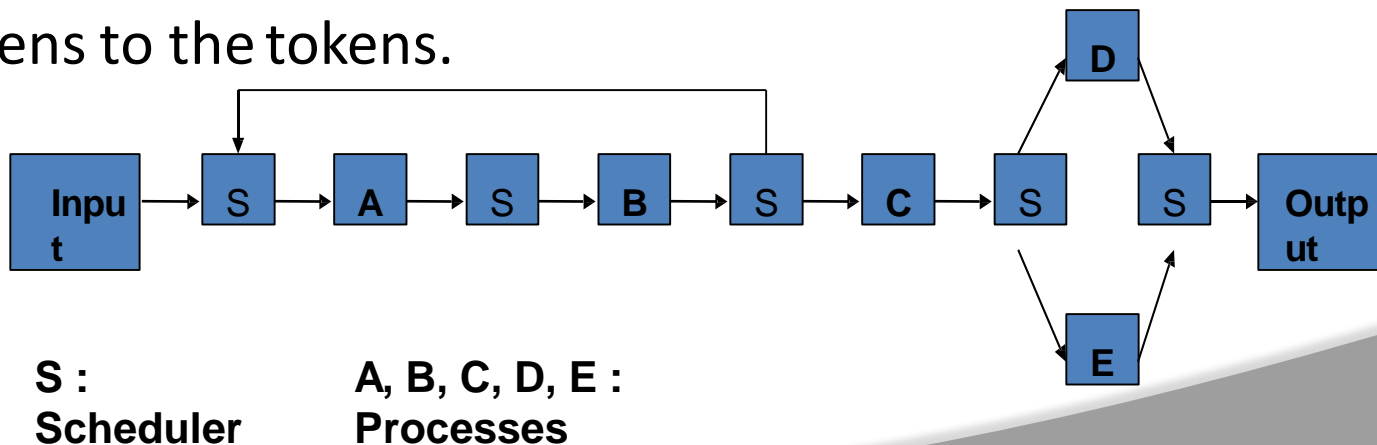 ens to the tokens.
D
Inpu
t
S
A
S
B
S
C
S
S
Outp
ut
E
S :
Scheduler
A, B, C, D, E :
Processes